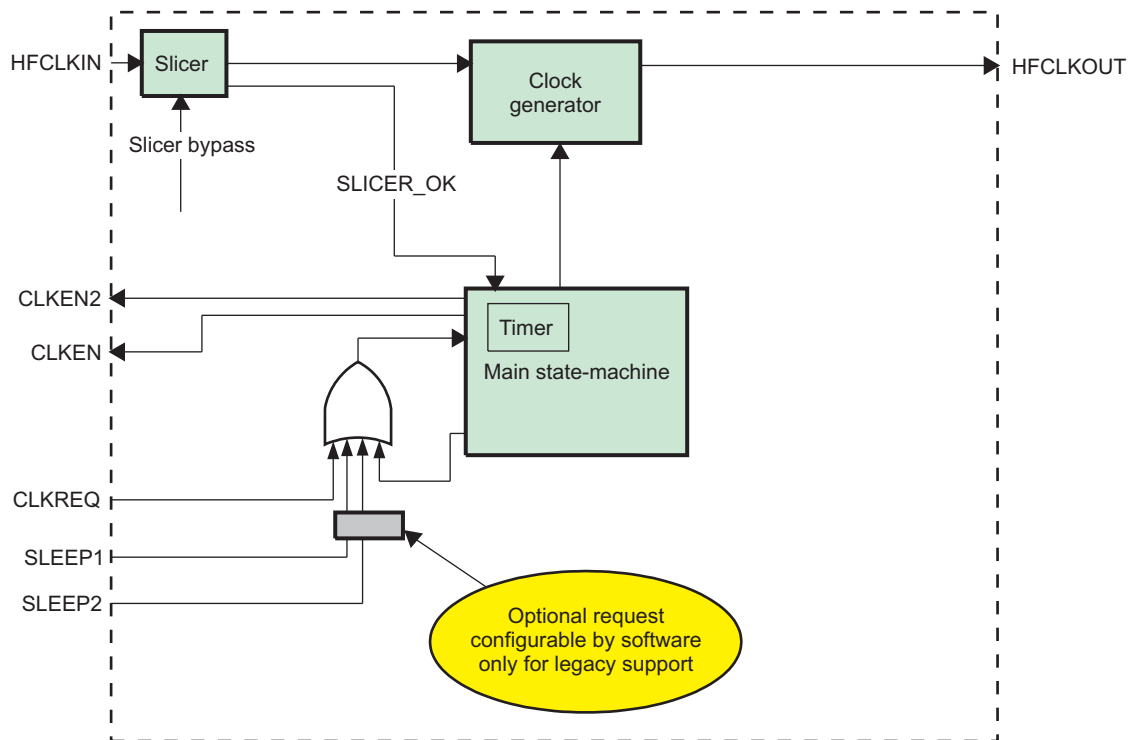 HFCLKIN
Slicer
Clock
generator
HFCLKOUT
Slicer bypass
SLICER_OK
CLKEN2
CLKEN
Timer
Main state-machine
CLKREQ
SLEEP1
SLEEP2
Optional request
configurable by software
only for legacy support